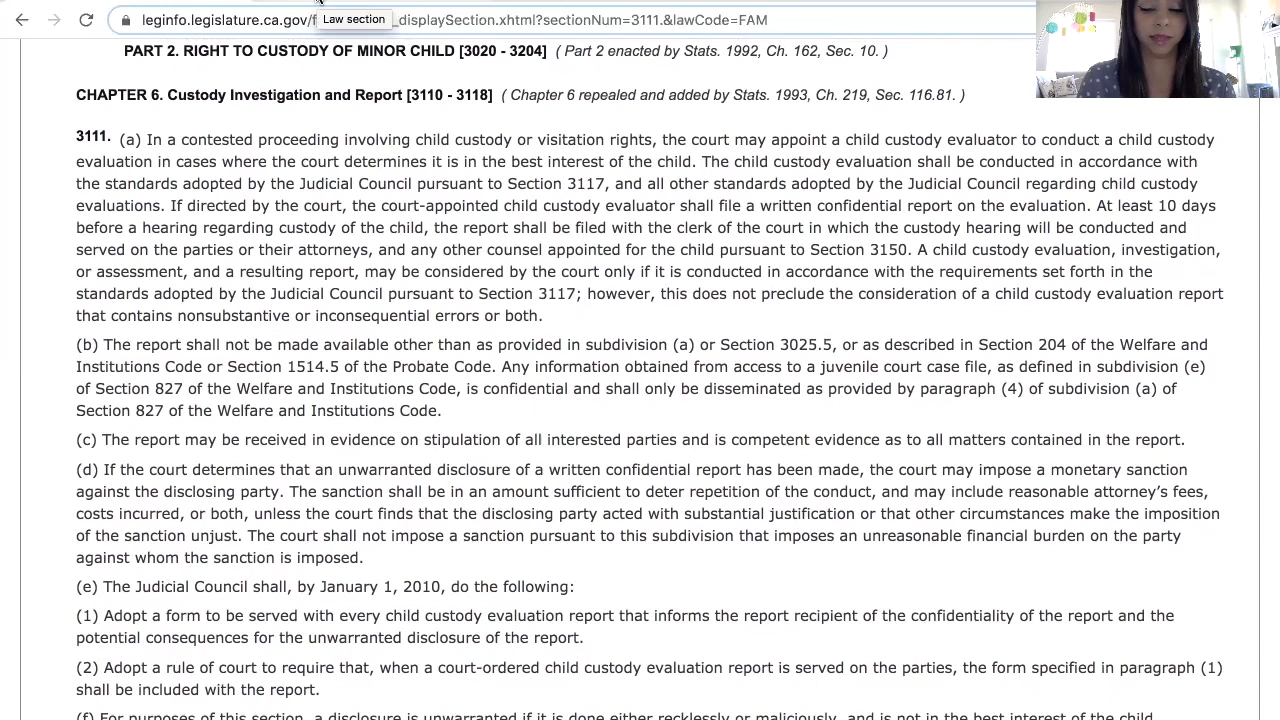 leginfo.legislature.ca.gov/f
Law section
_displaySection.xhtml?sectionNum=3111.&lawCode=FAM
PART 2. RIGHT TO CUSTODY OF MINOR CHILD [3020 - 3204] ( Part 2 enacted by Stats. 1992, Ch. 162, Sec. 10. )
CHAPTER 6. Custody Investigation and Report [3110 - 3118] ( Chapter 6 repealed and added by Stats. 1993, Ch. 219, Sec. 116.81. )
3111. (a) In a contested proceeding involving child custody or visitation rights, the court may appoint a child custody evaluator to conduct a child custody
evaluation in cases where the court determines it is in the best interest of the child. The child custody evaluation shall be conducted in accordance with
the standards adopted by the Judicial Council pursuant to Section 3117, and all other standards adopted by the Judicial Council regarding child custody
evaluations. If directed by the court, the court-appointed child custody evaluator shall file a written confidential report on the evaluation. At least 10 days
before a hearing regarding custody of the child, the report shall be filed with the clerk of the court in which the custody hearing will be conducted and
served on the parties or their attorneys, and any other counsel appointed for the child pursuant to Section 3150. A child custody evaluation, investigation,
or assessment, and a resulting report, may be considered by the court only if it is conducted in accordance with the requirements set forth in the
standards adopted by the Judicial Council pursuant to Section 3117; however, this does not preclude the consideration of a child custody evaluation report
that contains nonsubstantive or inconsequential errors or both.
(b) The report shall not be made available other than as provided in subdivision (a) or Section 3025.5, or as described in Section 204 of the Welfare and
Institutions Code or Section 1514.5 of the Probate Code. Any information obtained from access to a juvenile court case file, as defined in subdivision (e)
of Section 827 of the Welfare and Institutions Code, is confidential and shall only be disseminated as provided by paragraph (4) of subdivision (a) of
Section 827 of the Welfare and Institutions Code.
(c) The report may be received in evidence on stipulation of all interested parties and is competent evidence as to all matters contained in the report.
(d) If the court determines that an unwarranted disclosure of a written confidential report has been made, the court may impose a monetary sanction
against the disclosing party. The sanction shall be in an amount sufficient to deter repetition of the conduct, and may include reasonable attorney’s fees,
costs incurred, or both, unless the court finds that the disclosing party acted with substantial justification or that other circumstances make the imposition
of the sanction unjust. The court shall not impose a sanction pursuant to this subdivision that imposes an unreasonable financial burden on the party
against whom the sanction is imposed.
(e) The Judicial Council shall, by January 1, 2010, do the following:
(1) Adopt a form to be served with every child custody evaluation report that informs the report recipient of the confidentiality of the report and the
potential consequences for the unwarranted disclosure of the report.
(2) Adopt a rule of court to require that, when a court-ordered child custody evaluation report is served on the parties, the form specified in paragraph (1)
shall be included with the report.
(f) For purposes of this section, a disclosure is unwarranted if it is done either recklessly or maliciously, and is not in the best interest of the child.